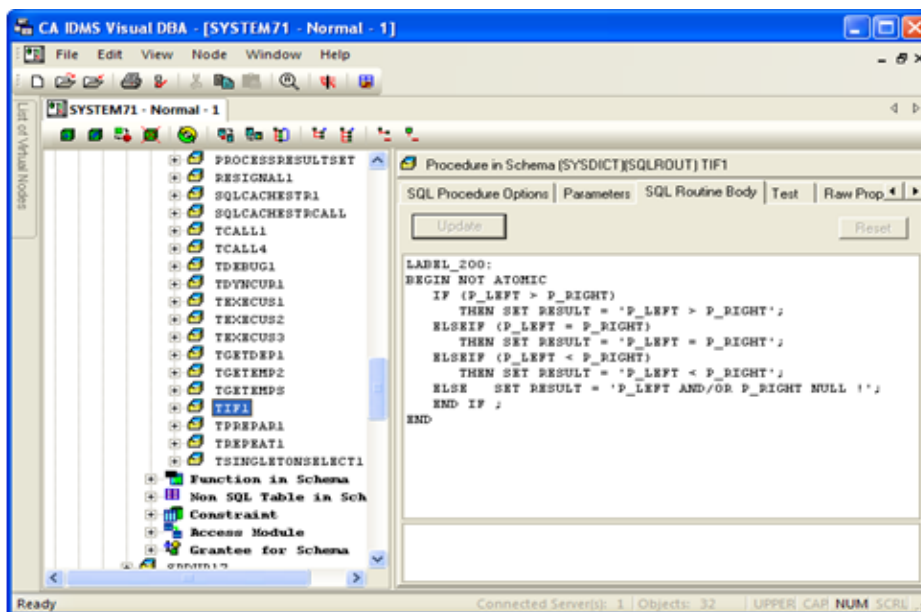 CA IDMS Visual DBA - [SYSTEM71 - Normal - 1]
File Edit View Node Window Help
List of Virtual Nodes
SYSTEM71 - Normal - 1
PROCESSRESULTSET
RESIGNAL1
SQLCACHESTR1
SQLCACHESTRCALL
TCALL1
TCALL4
TDEBUG1
TDYNCUR1
TEXECUS1
TEXECUS2
TEXECUS3
TGETDEP1
TGETEMP2
TGETEMPS
TIF1
TPREPAR1
TREPEAT1
TSINGLETONSELECT1
Function in Schema
Non SQL Table in Sch
Constraint
Access Module
Grantee for Schema
Procedure in Schema (SYSDICT)(SQLROUT) TIF1
SQL Procedure Options Parameters SQL Routine Body Test Raw Prop
Update Reset
LABEL_200:
BEGIN NOT ATOMIC
IF (P_LEFT > P_RIGHT)
THEN SET RESULT = 'P_LEFT > P_RIGHT';
ELSEIF (P_LEFT = P_RIGHT)
THEN SET RESULT = 'P_LEFT = P_RIGHT';
ELSEIF (P_LEFT < P_RIGHT)
THEN SET RESULT = 'P_LEFT < P_RIGHT';
ELSE SET RESULT = 'P_LEFT AND/OR P_RIGHT NULL !';
END IF ;
END
Ready Connected Server(s): 1 Objects: 32 UPPER CAP NUM SCRL